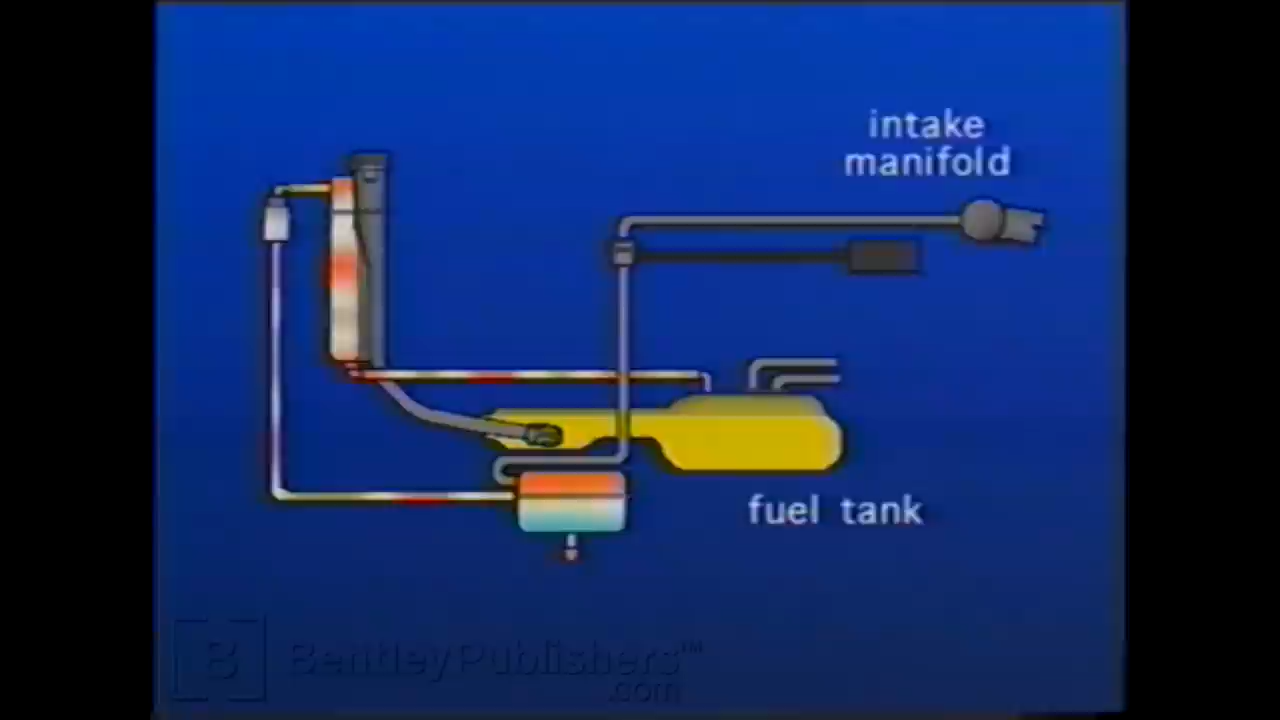 intake
manifold
fuel tank
B
BentleyPublishers™
.com